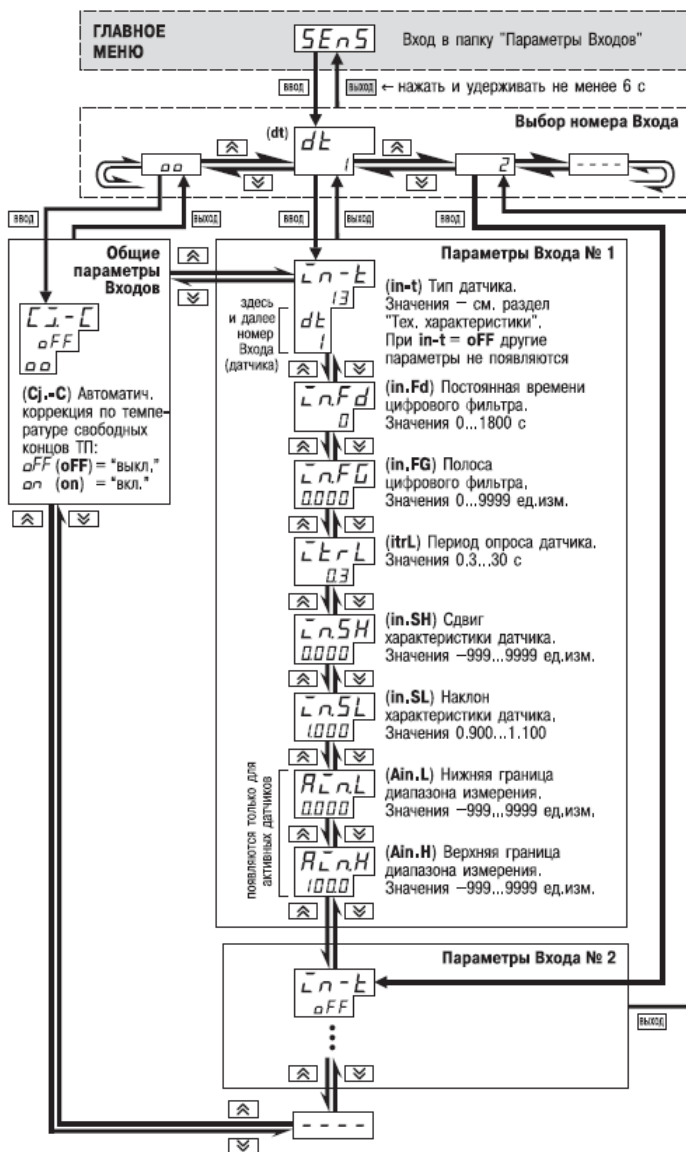 ГЛАВНОЕ
МЕНЮ
SEnS
Вход в папку "Параметры Входов"
ввод
выход
← нажать и удерживать не менее 6 с
Выбор номера Входа
(dt)
dt
1
oo
2
- - - -
ввод
выход
ввод
выход
ввод
Общие
параметры
Входов
Cj.-C
oFF
oo
(Cj.-C) Автоматич.
коррекция по темпе-
ратуре свободных
концов ТП:
oFF (oFF) = "выкл."
on (on) = "вкл."
Параметры Входа № 1
in-t
13
dt
1
здесь
и далее
номер
Входа
(датчика)
(in-t) Тип датчика.
Значения – см. раздел
"Тех. характеристики".
При in-t = oFF другие
параметры не появляются
in.Fd
0
(in.Fd) Постоянная времени
цифрового фильтра.
Значения 0...1800 с
in.FG
0.000
(in.FG) Полоса
цифрового фильтра,
Значения 0...9999 ед.изм.
itrL
0.3
(itrL) Период опроса датчика.
Значения 0.3...30 с
in.SH
0.000
(in.SH) Сдвиг
характеристики датчика.
Значения –999...9999 ед.изм.
in.SL
1.000
(in.SL) Наклон
характеристики датчика,
Значения 0.900...1.100
появляются только для
активных датчиков
Ain.L
0.000
(Ain.L) Нижняя граница
диапазона измерения.
Значения –999...9999 ед.изм.
Ain.H
100.0
(Ain.H) Верхняя граница
диапазона измерения.
Значения –999...9999 ед.изм.
Параметры Входа № 2
in-t
oFF
выход
- - - -